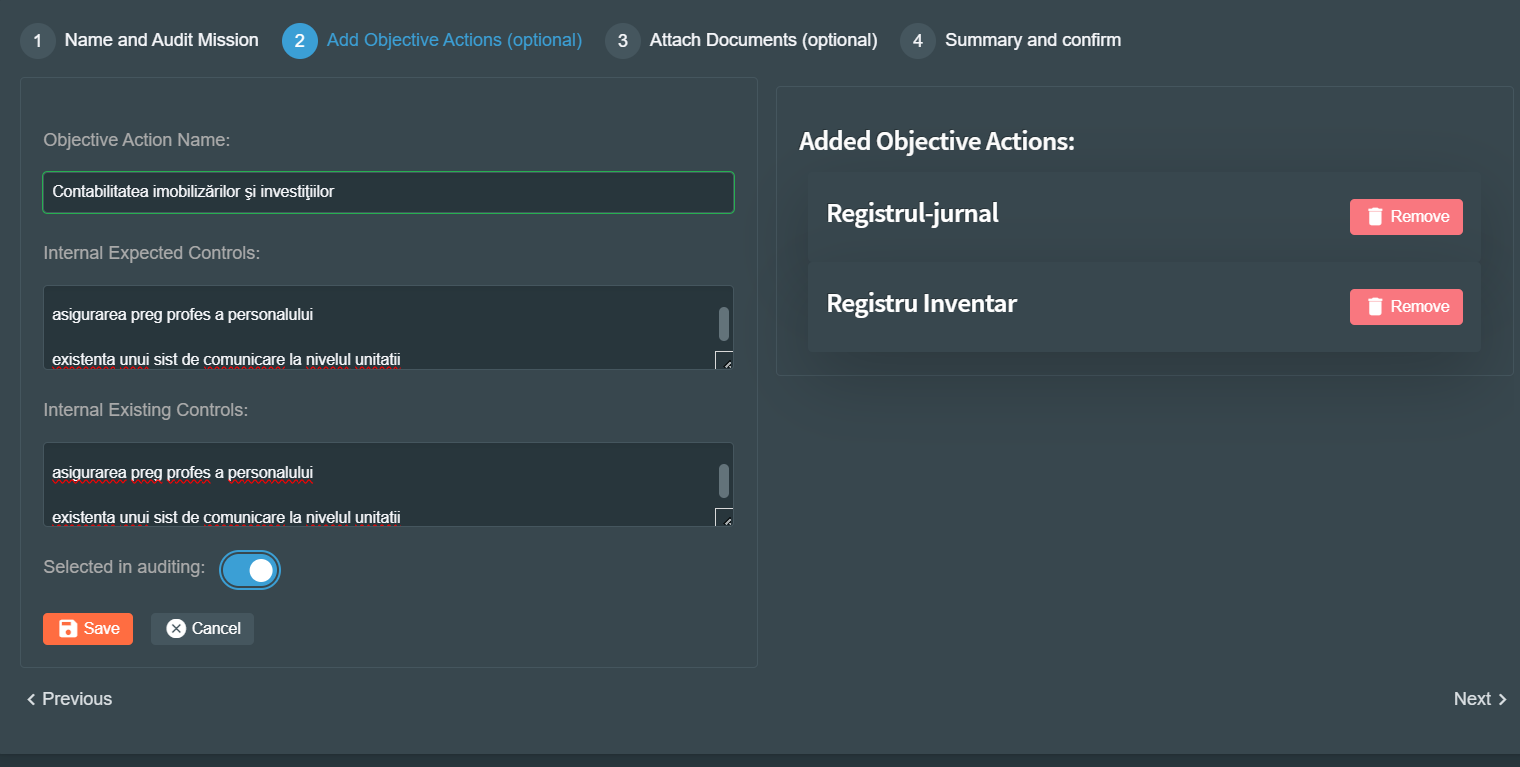 1 Name and Audit Mission 2 Add Objective Actions (optional) 3 Attach Documents (optional) 4 Summary and confirm
Objective Action Name:
Contabilitatea imobilizărilor şi investiţiilor
Internal Expected Controls:
asigurarea preg profes a personalului
existenta unui sist de comunicare la nivelul unitatii
Internal Existing Controls:
asigurarea preg profes a personalului
existenta unui sist de comunicare la nivelul unitatii
Selected in auditing:
Save Cancel
Added Objective Actions:
Registrul-jurnal Remove
Registru Inventar Remove
Previous Next